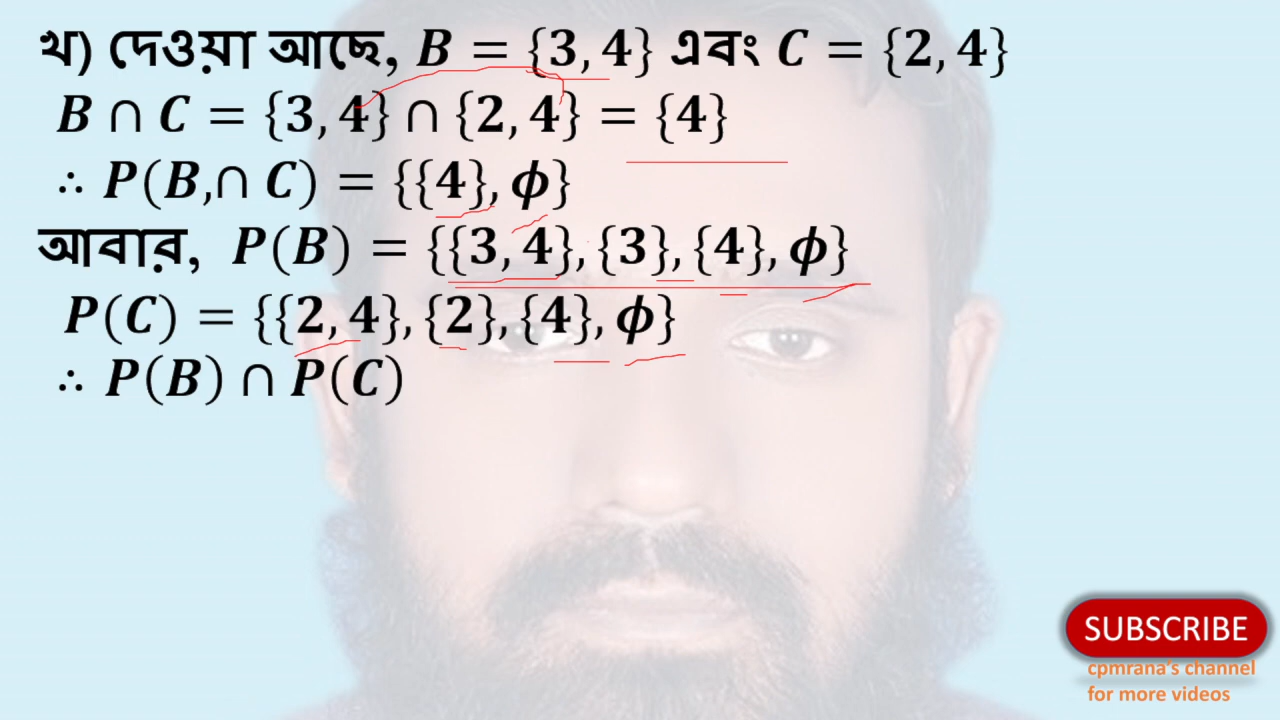 খ) দেওয়া আছে, B = {3, 4} এবং C = {2, 4}
B ∩ C = {3, 4} ∩ {2, 4} = {4}
∴ P(B,∩ C) = {{4}, ϕ}
আবার, P(B) = {{3, 4}, {3}, {4}, ϕ}
P(C) = {{2, 4}, {2}, {4}, ϕ}
∴ P(B) ∩ P(C)
SUBSCRIBE
cpmrana's channel
for more videos